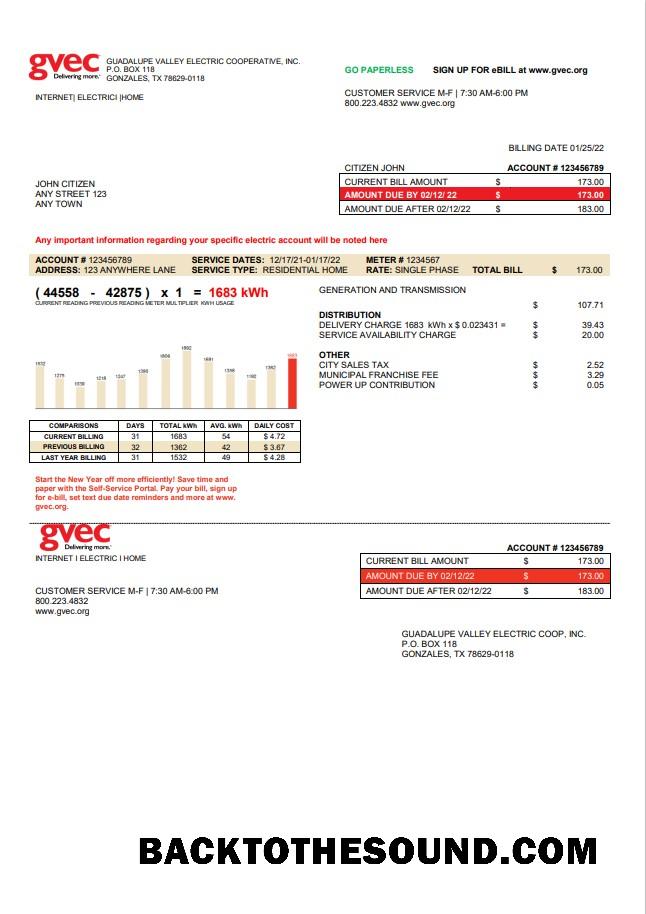 gvec
Delivering more.
GUADALUPE VALLEY ELECTRIC COOPERATIVE, INC.
P.O. BOX 118
GONZALES, TX 78629-0118
INTERNET| ELECTRICI |HOME
GO PAPERLESS SIGN UP FOR eBILL at www.gvec.org
CUSTOMER SERVICE M-F | 7:30 AM-6:00 PM
800.223.4832 www.gvec.org
BILLING DATE 01/25/22
CITIZEN JOHN ACCOUNT # 123456789
JOHN CITIZEN
ANY STREET 123
ANY TOWN
CURRENT BILL AMOUNT $ 173.00
AMOUNT DUE BY 02/12/ 22 $ 173.00
AMOUNT DUE AFTER 02/12/22 $ 183.00
Any important information regarding your specific electric account will be noted here
ACCOUNT # 123456789 SERVICE DATES: 12/17/21-01/17/22 METER # 1234567
ADDRESS: 123 ANYWHERE LANE SERVICE TYPE: RESIDENTIAL HOME RATE: SINGLE PHASE TOTAL BILL $ 173.00
( 44558 - 42875 ) x 1 = 1683 kWh
CURRENT READING PREVIOUS READING METER MULTIPLIER KWH USAGE
GENERATION AND TRANSMISSION
$ 107.71
DISTRIBUTION
DELIVERY CHARGE 1683 kWh x $ 0.023431 = $ 39.43
SERVICE AVAILABILITY CHARGE $ 20.00
OTHER
CITY SALES TAX $ 2.52
MUNICIPAL FRANCHISE FEE $ 3.29
POWER UP CONTRIBUTION $ 0.05
1532 1275 1218 1247 1362 1683
COMPARISONS DAYS TOTAL kWh AVG. kWh DAILY COST
CURRENT BILLING 31 1683 54 $ 4.72
PREVIOUS BILLING 32 1362 42 $ 3.67
LAST YEAR BILLING 31 1532 49 $ 4.28
Start the New Year off more efficiently! Save time and
paper with the Self-Service Portal. Pay your bill, sign up
for e-bill, set text due date reminders and more at www.
gvec.org.
gvec
Delivering more.
INTERNET I ELECTRIC I HOME
ACCOUNT # 123456789
CURRENT BILL AMOUNT $ 173.00
AMOUNT DUE BY 02/12/22 $ 173.00
AMOUNT DUE AFTER 02/12/22 $ 183.00
CUSTOMER SERVICE M-F | 7:30 AM-6:00 PM
800.223.4832
www.gvec.org
GUADALUPE VALLEY ELECTRIC COOP, INC.
P.O. BOX 118
GONZALES, TX 78629-0118
BACKTOTHESOUND.COM